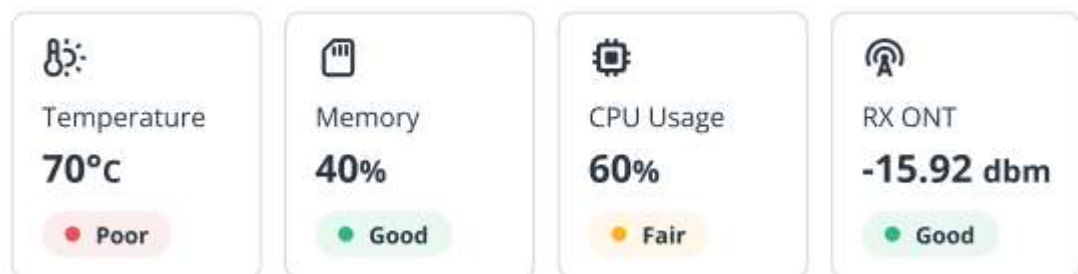 Temperature
70°C
Poor
Memory
40%
Good
CPU Usage
60%
Fair
RX ONT
-15.92 dbm
Good